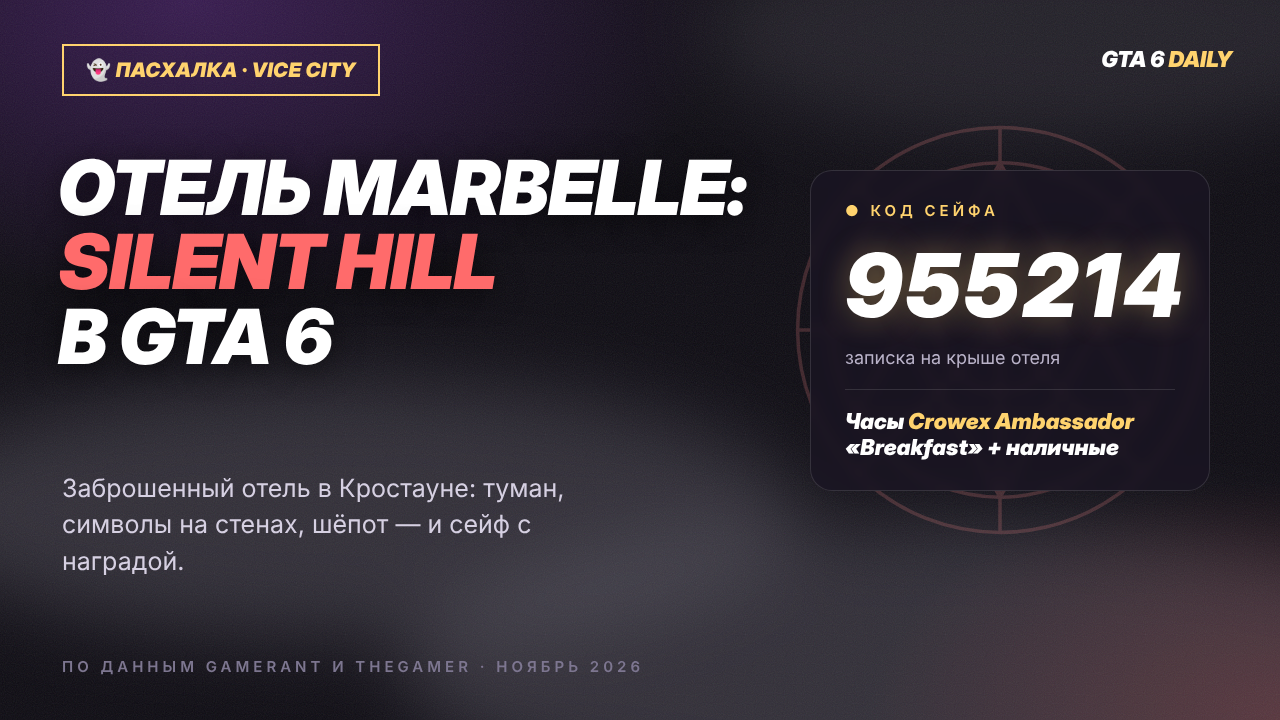 👻 ПАСХАЛКА · VICE CITY
GTA 6 DAILY
ОТЕЛЬ MARBELLE:
SILENT HILL
В GTA 6
КОД СЕЙФА
955214
записка на крыше отеля
Часы Crowex Ambassador
«Breakfast» + наличные
Заброшенный отель в Кростауне: туман,
символы на стенах, шёпот — и сейф с
наградой.
ПО ДАННЫМ GAMERANT И THEGAMER · НОЯБРЬ 2026